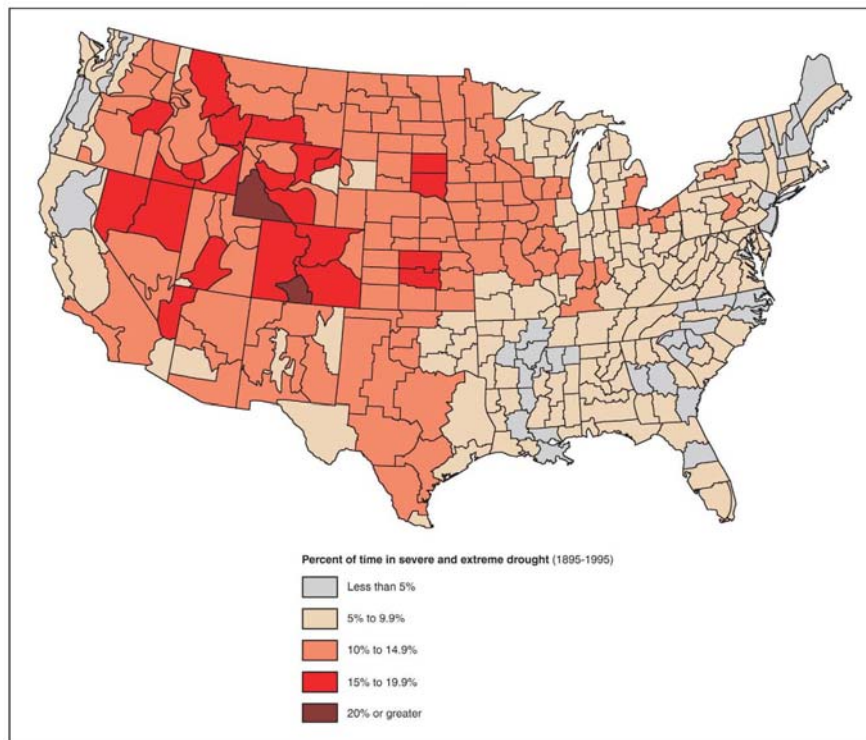 Percent of time in severe and extreme drought (1895-1995)
Less than 5%
5% to 9.9%
10% to 14.9%
15% to 19.9%
20% or greater